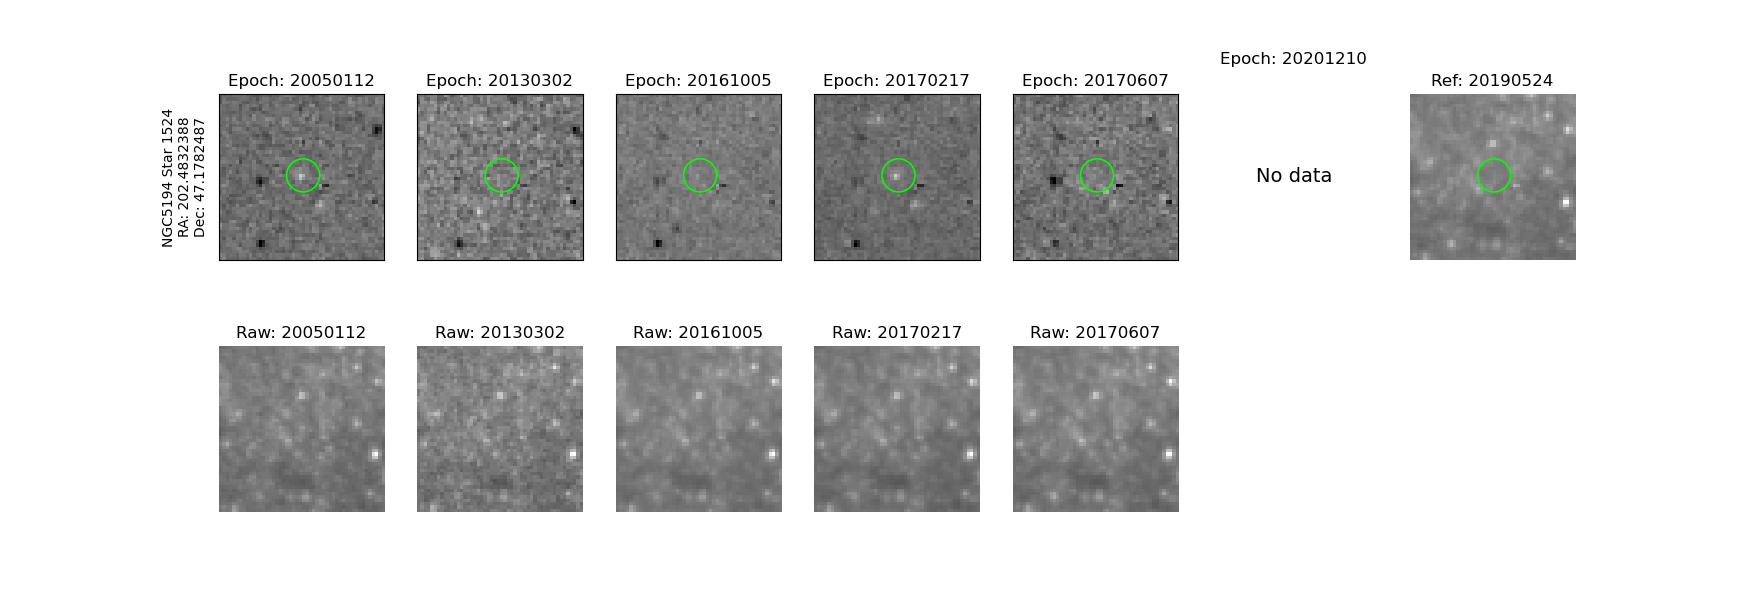 Epoch: 20201210
Epoch: 20050112
Epoch: 20130302
Epoch: 20161005
Epoch: 20170217
Epoch: 20170607
Ref: 20190524
NGC5194 Star 1524
RA: 202.4832388
Dec: 47.1782487
No data
Raw: 20050112
Raw: 20130302
Raw: 20161005
Raw: 20170217
Raw: 20170607